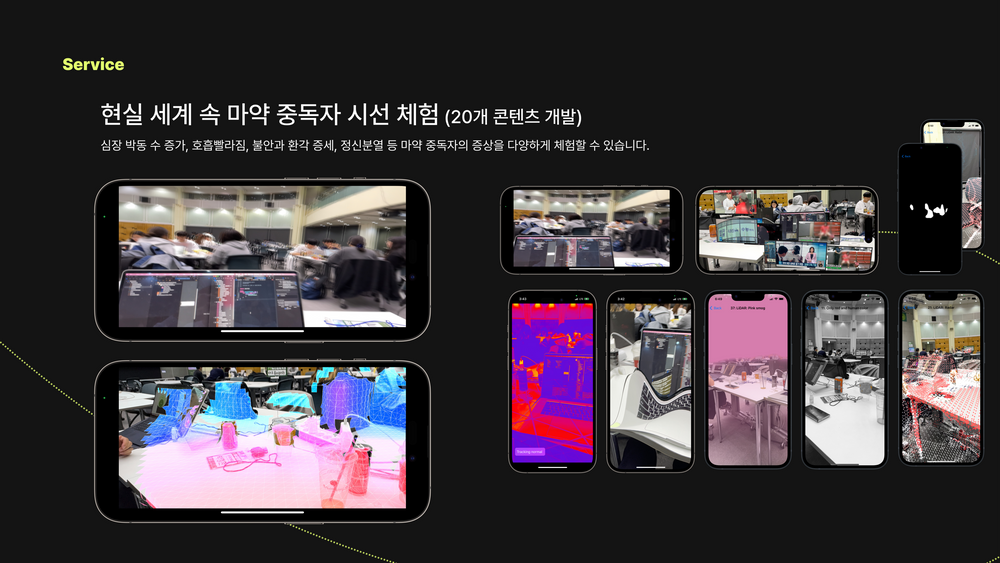 Service
현실 세계 속 마약 중독자 시선 체험 (20개 콘텐츠 개발)
심장 박동 수 증가, 호흡빨라짐, 불안과 환각 증세, 정신분열 등 마약 중독자의 증상을 다양하게 체험할 수 있습니다.